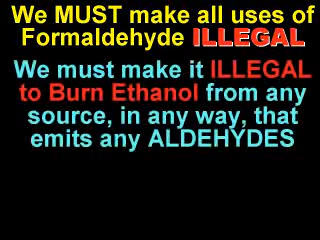 We MUST make all uses of
Formaldehyde ILLEGAL
We must make it ILLEGAL
to Burn Ethanol from any
source, in any way, that
emits any ALDEHYDES